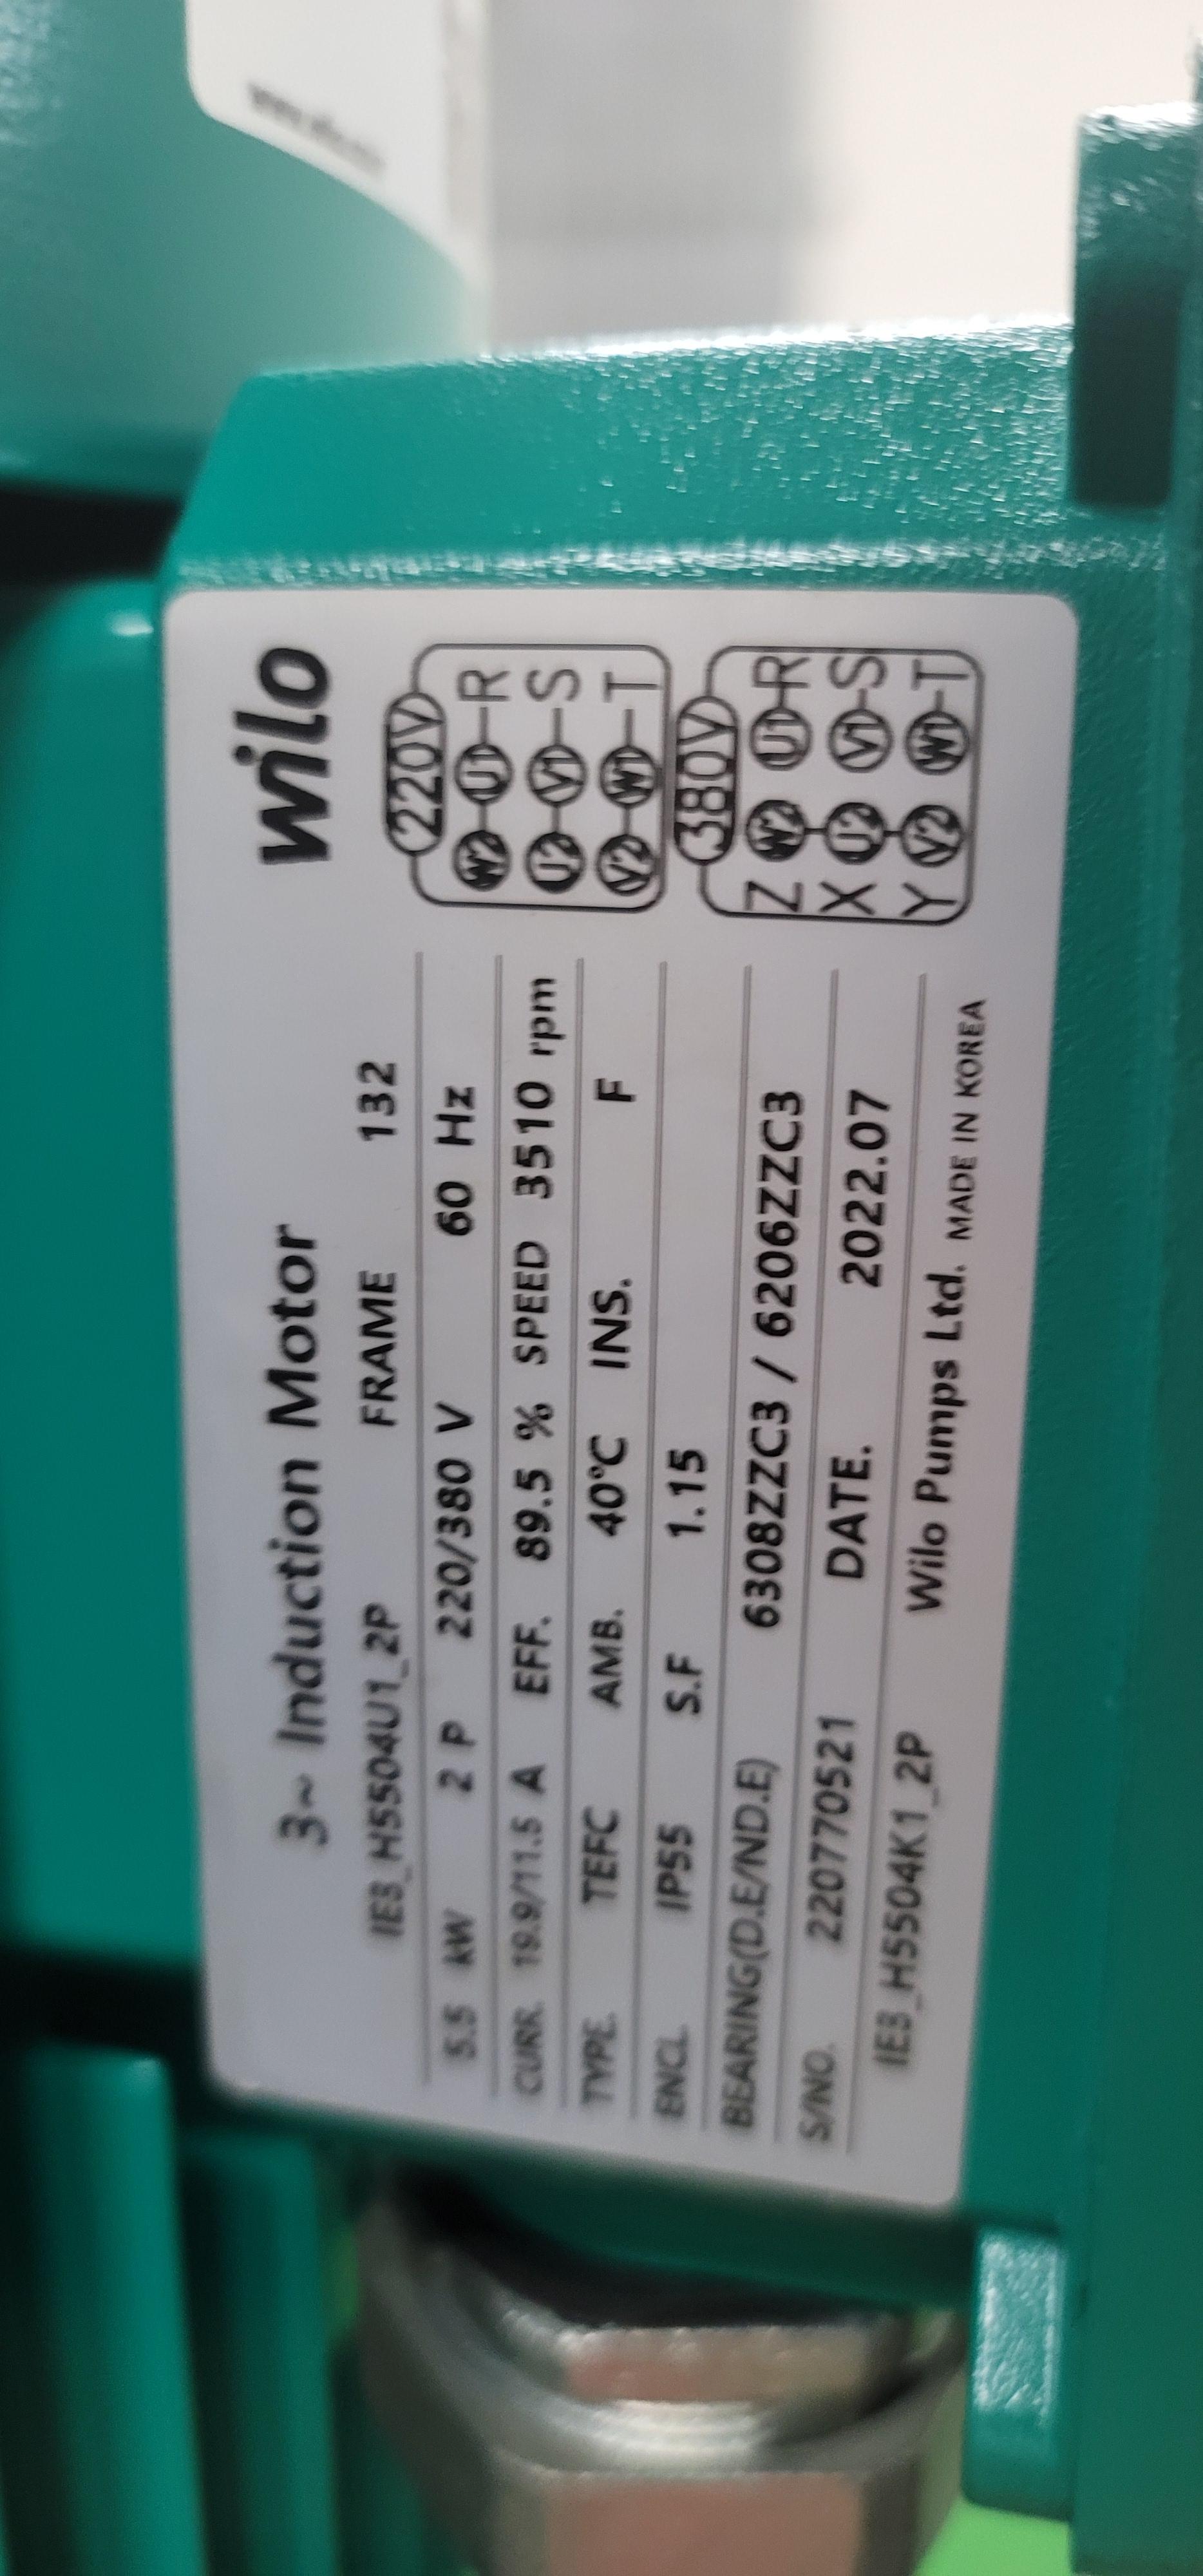 wilo
3~ Induction Motor
IE3_H5504U1_2P FRAME 132
5.5 kW 2 P 220/380 V 60 Hz
CURR. 19.9/11.5 A EFF. 89.5 % SPEED 3510 rpm
TYPE. TEFC AMB. 40°C INS. F
ENCL. IP55 S.F 1.15
BEARING(D.E/ND.E) 6308ZZC3 / 6206ZZC3
S/NO. 220770521 DATE. 2022.07
IE3_H5504K1_2P Wilo Pumps Ltd. MADE IN KOREA
220V
W2 U1 R
U2 V1 S
V2 W1 T
380V
Z W2 U1 R
X U2 V1 S
Y V2 W1 T